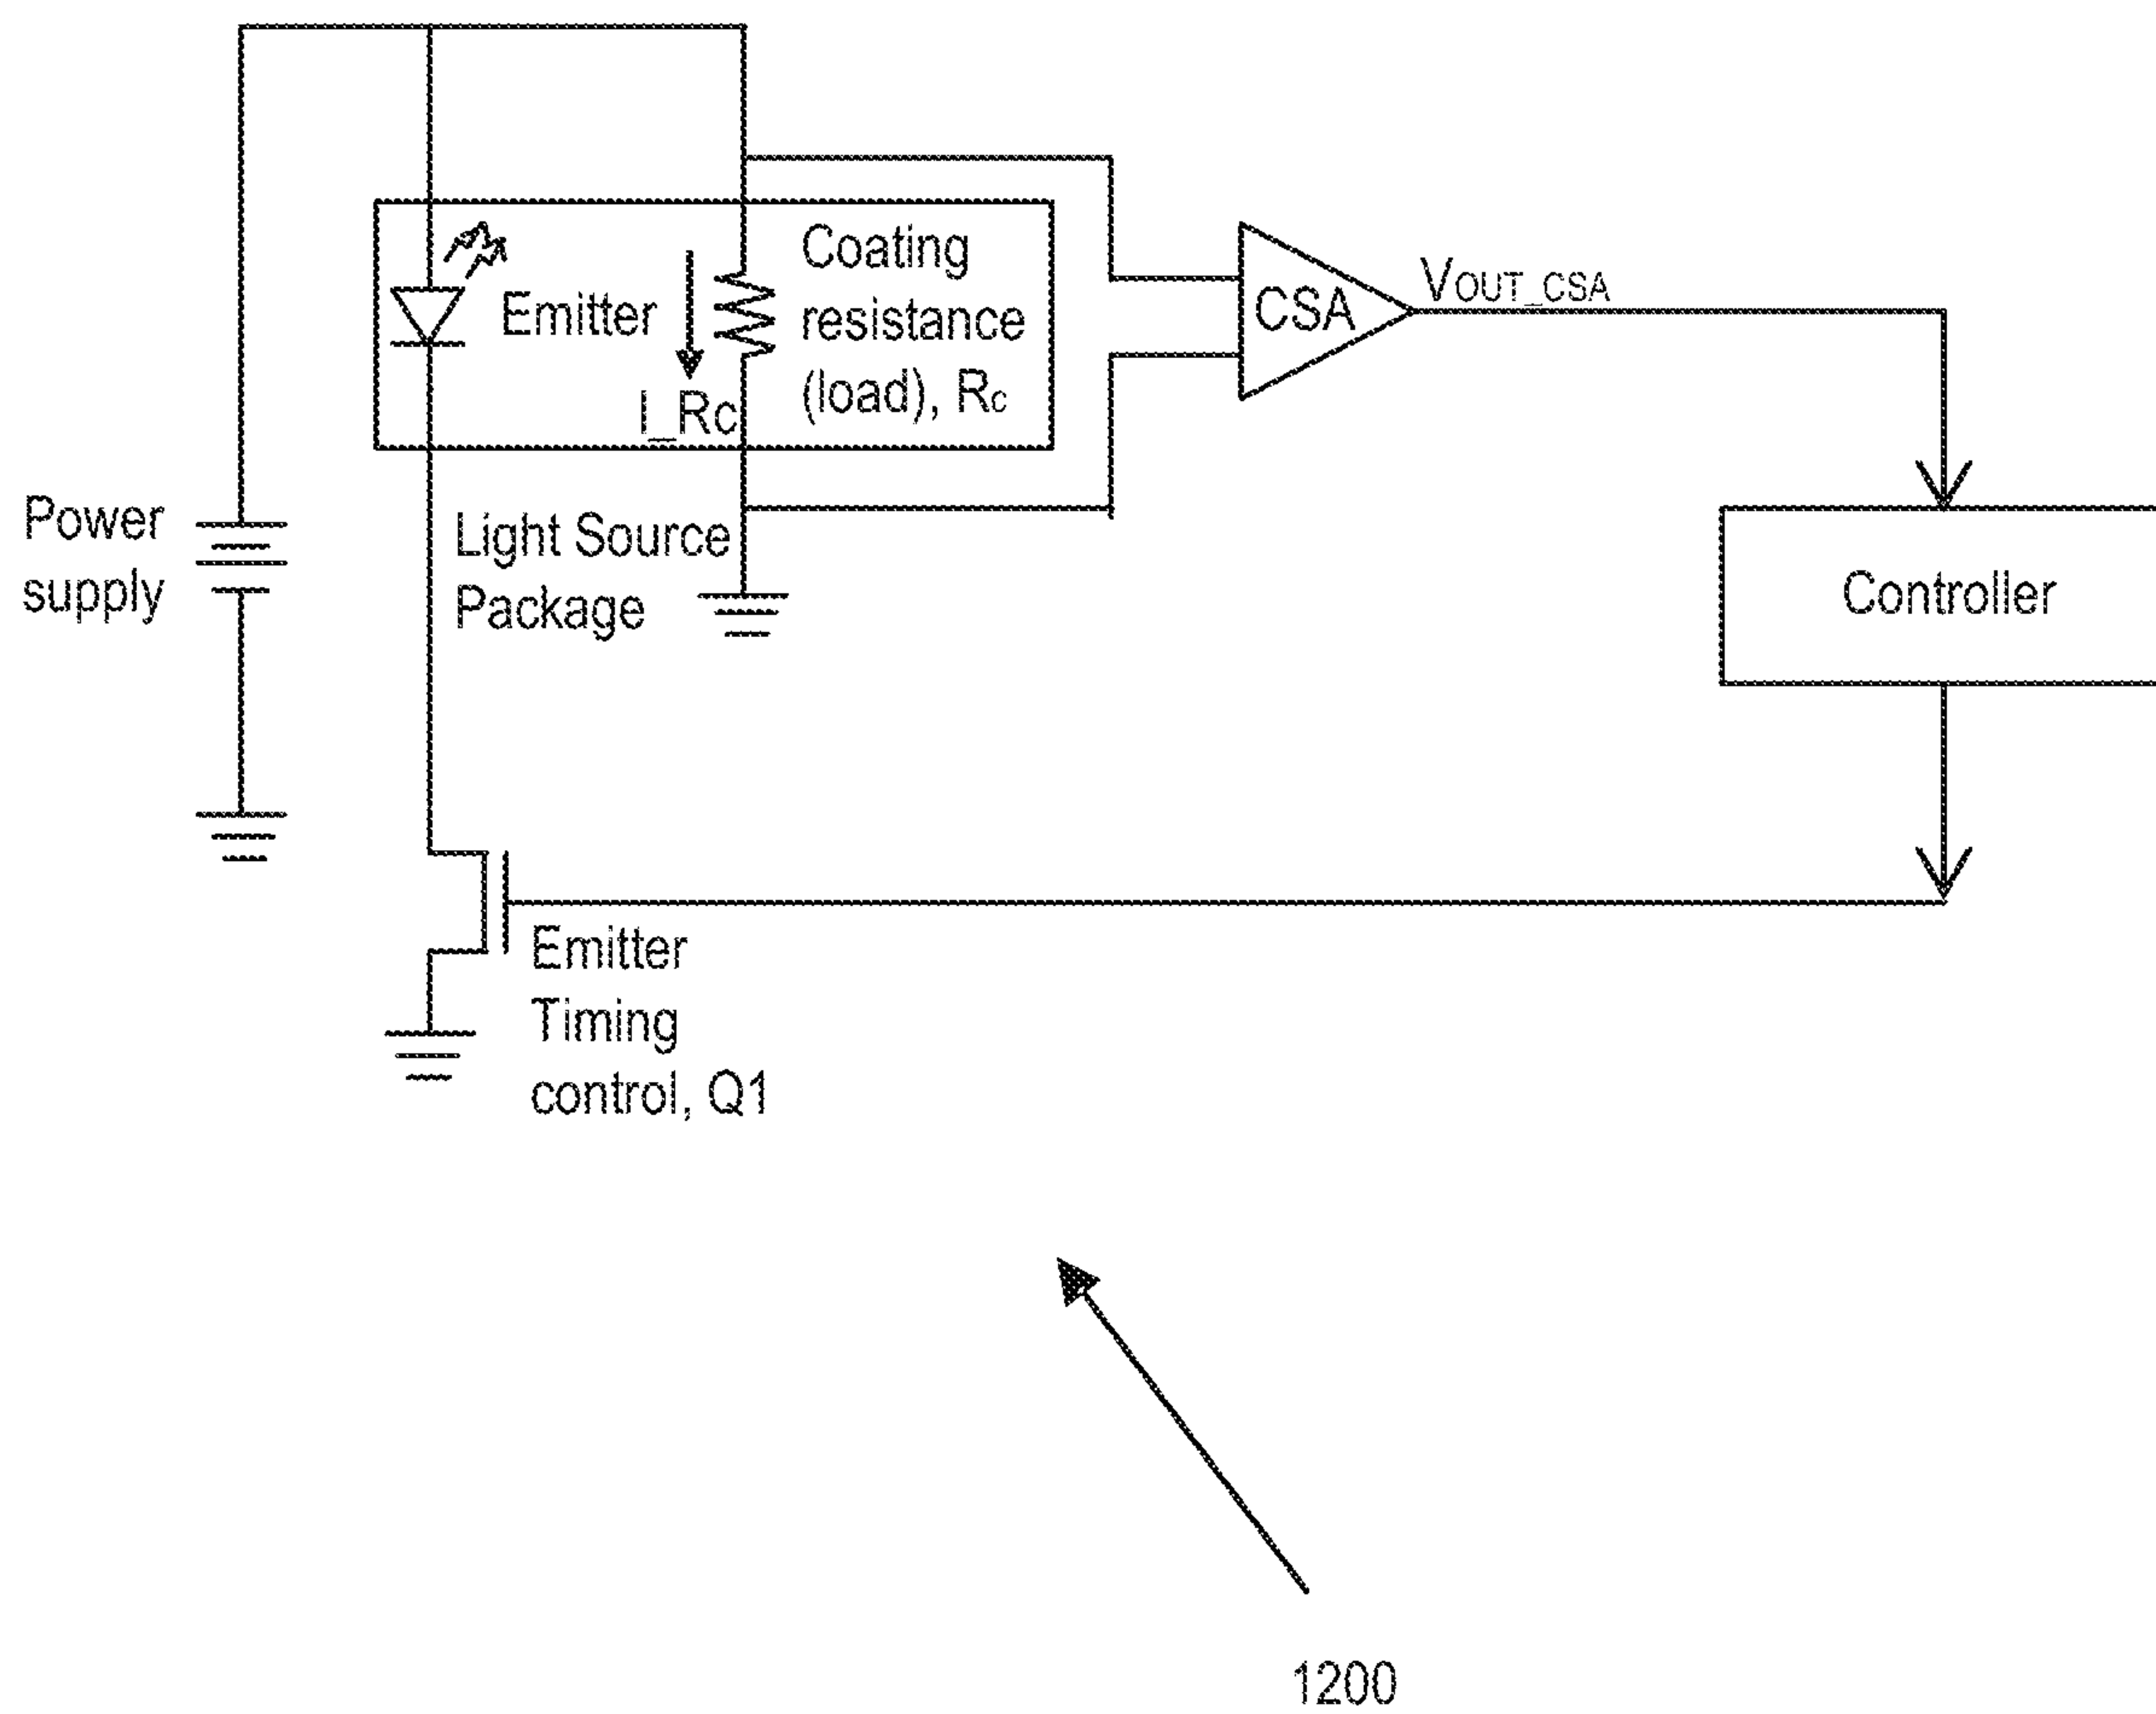 Coating
resistance
(load), Rc
Emitter
I_Rc
CSA
VOUT_CSA
Power
supply
Light Source
Package
Controller
Emitter
Timing
control, Q1
1200